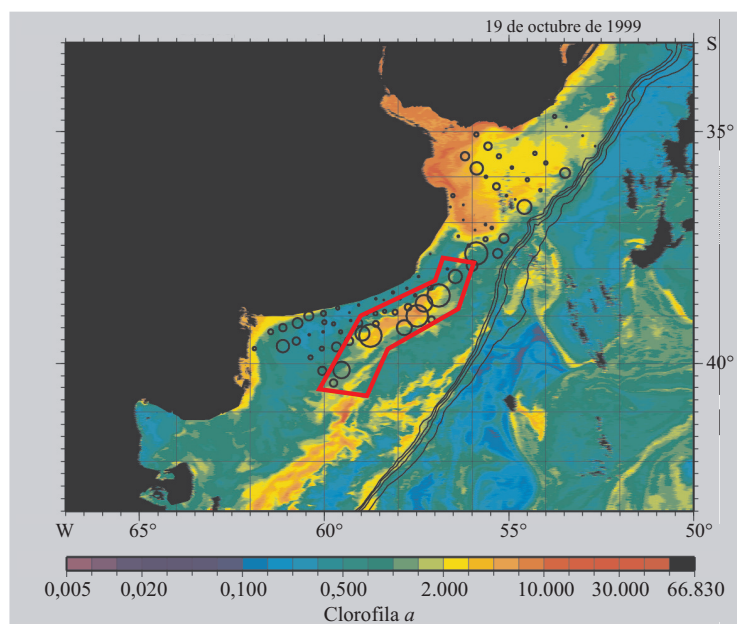 19 de octubre de 1999
S
35°
40°
W 65° 60° 55° 50°
0,005 0,020 0,100 0.500 2.000 10.000 30.000 66.830
Clorofila a